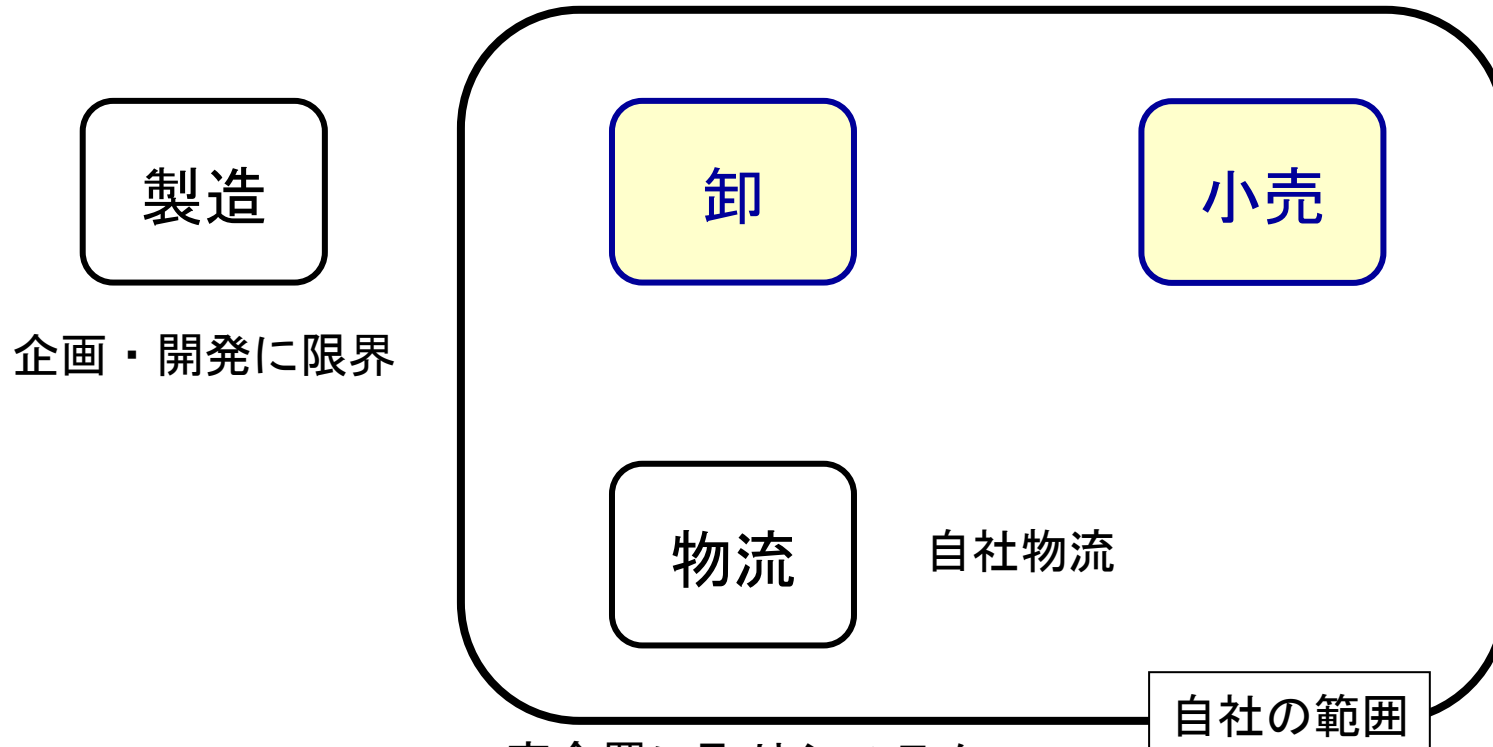 製造
卸
小売
企画・開発に限界
物流
自社物流
自社の範囲